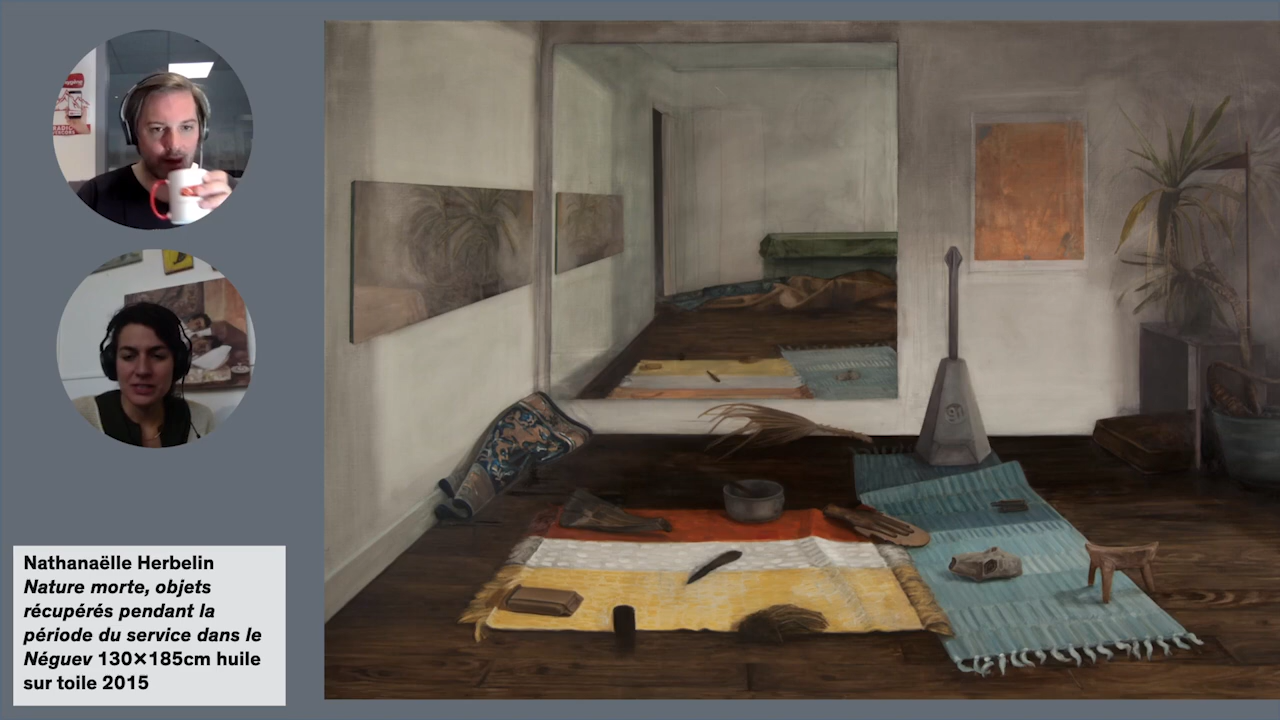 Nathanaëlle Herbelin
Nature morte, objets
récupérés pendant la
période du service dans le
Néguev 130×185cm huile
sur toile 2015